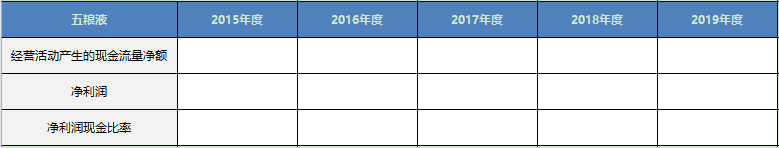 五粮液 2015年度 2016年度 2017年度 2018年度 2019年度
经营活动产生的现金流量净额
净利润
净利润现金比率